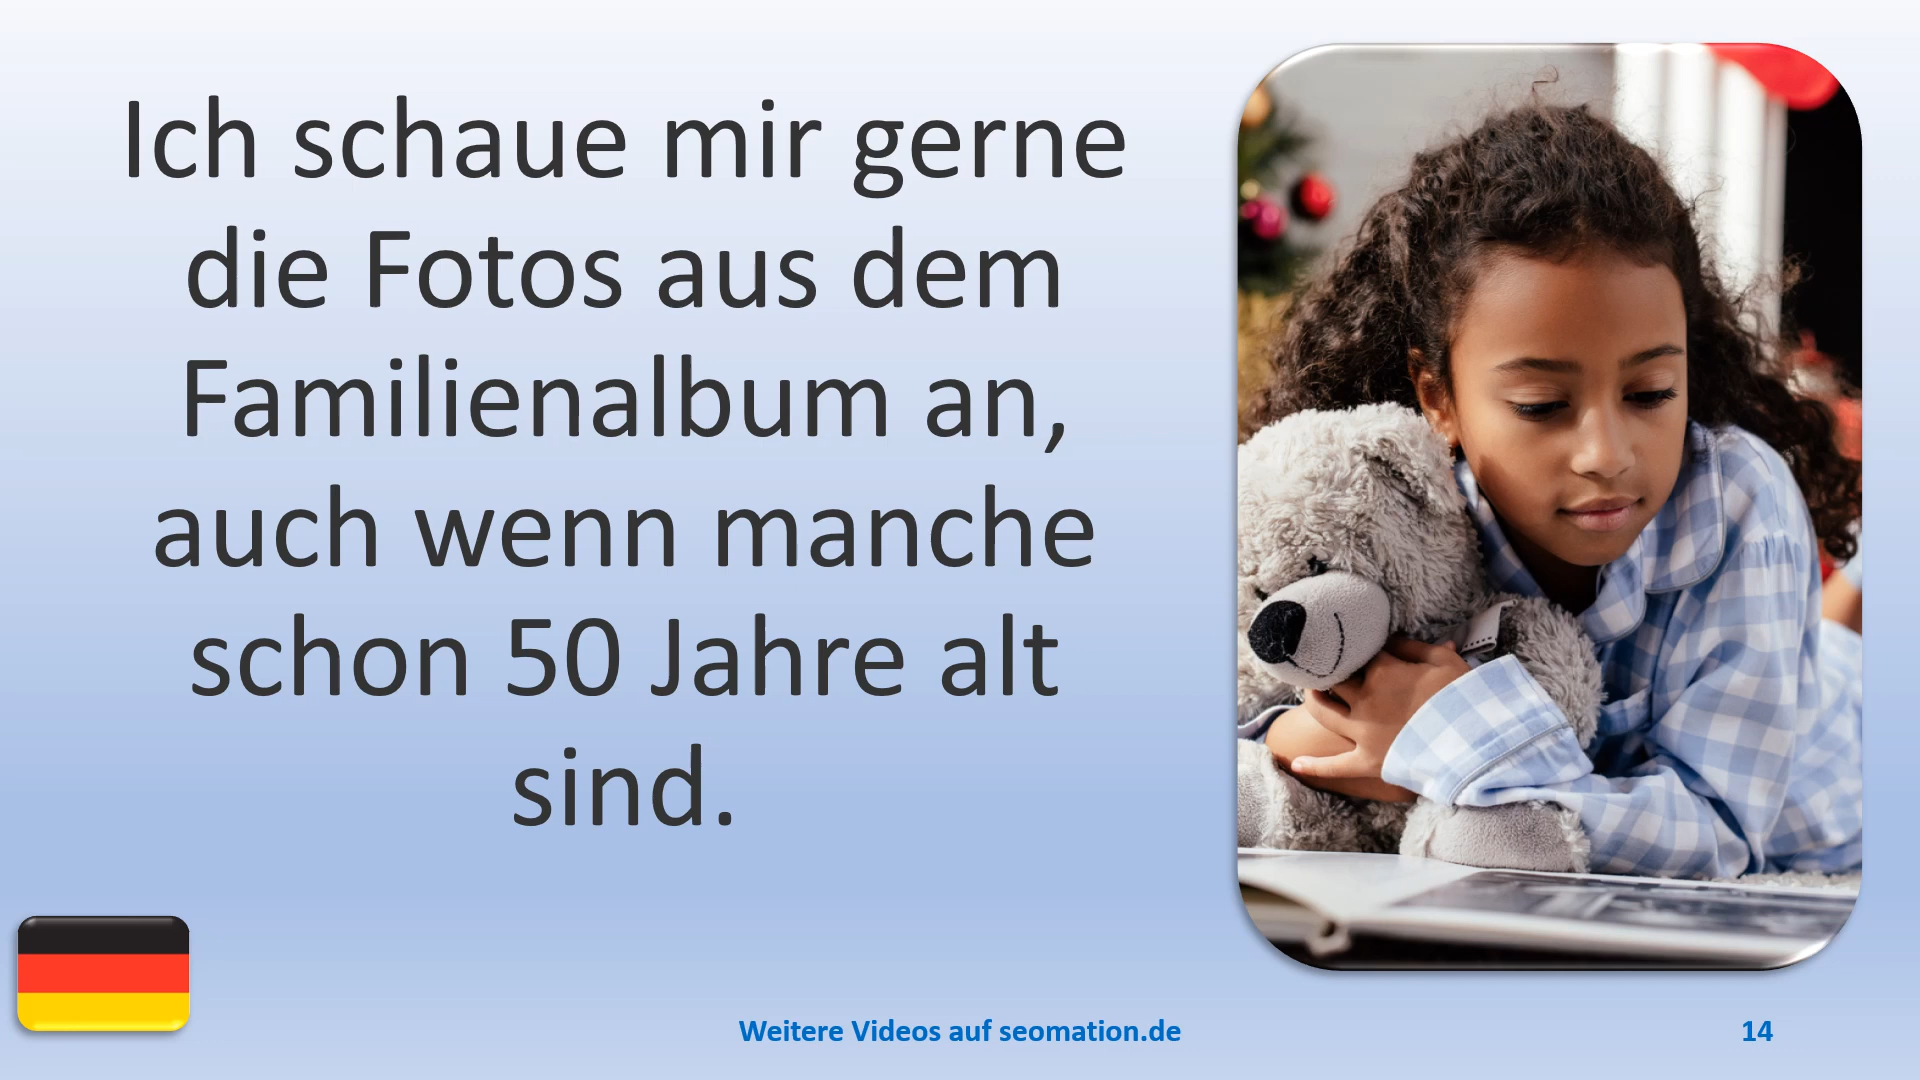 Ich schaue mir gerne
die Fotos aus dem
Familienalbum an,
auch wenn manche
schon 50 Jahre alt
sind.
Weitere Videos auf seomation.de
14